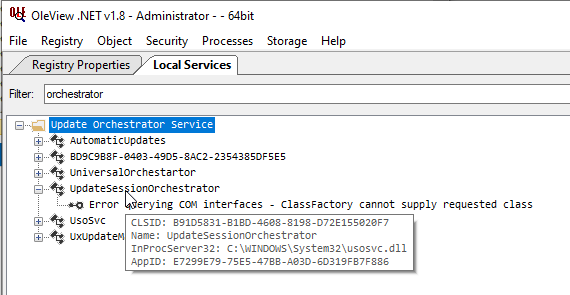 OleView .NET v1.8 - Administrator - - 64bit
File Registry Object Security Processes Storage Help
Registry Properties Local Services
Filter: orchestrator
Update Orchestrator Service
AutomaticUpdates
BD9C9B8F-0403-49D5-8AC2-2354385DF5E5
UniversalOrchestartor
UpdateSessionOrchestrator
Error querying COM interfaces - ClassFactory cannot supply requested class
UsoSvc
CLSID: B91D5831-B1BD-4608-8198-D72E155020F7
Name: UpdateSessionOrchestrator
UxUpdateM
InProcServer32: C:\WINDOWS\System32\usosvc.dll
AppID: E7299E79-75E5-47BB-A03D-6D319FB7F886